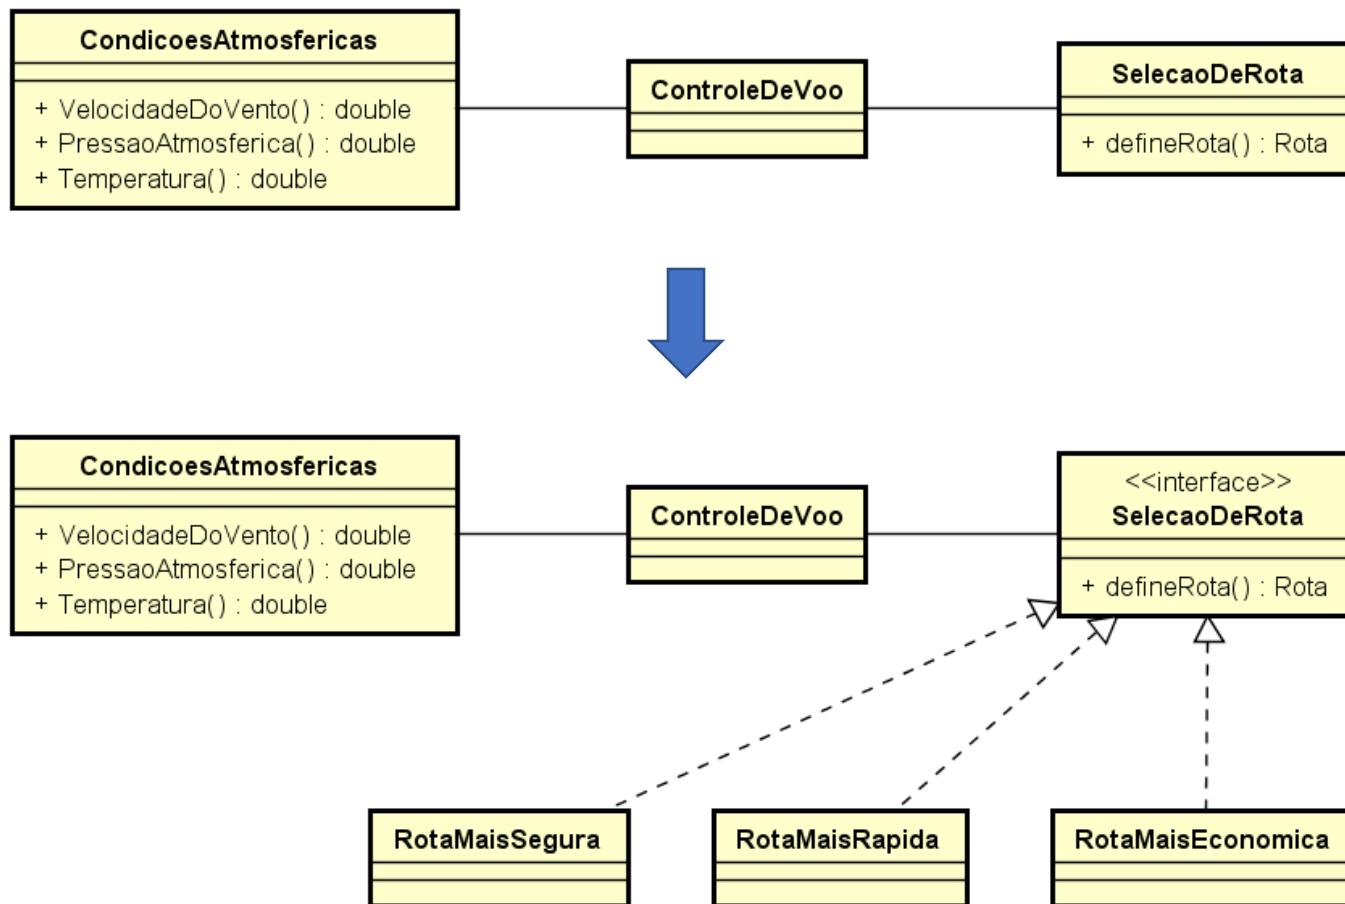 CondicoesAtmosfericas
+ VelocidadeDoVento() : double
+ PressaoAtmosferica() : double
+ Temperatura() : double
ControleDeVoo
SelecaoDeRota
+ defineRota() : Rota
CondicoesAtmosfericas
+ VelocidadeDoVento() : double
+ PressaoAtmosferica() : double
+ Temperatura() : double
ControleDeVoo
<<interface>>
SelecaoDeRota
+ defineRota() : Rota
RotaMaisSegura
RotaMaisRapida
RotaMaisEconomica